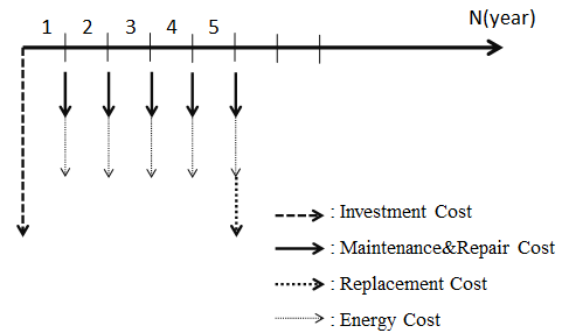 N(year)
1 2 3 4 5
: Investment Cost
: Maintenance&Repair Cost
: Replacement Cost
: Energy Cost